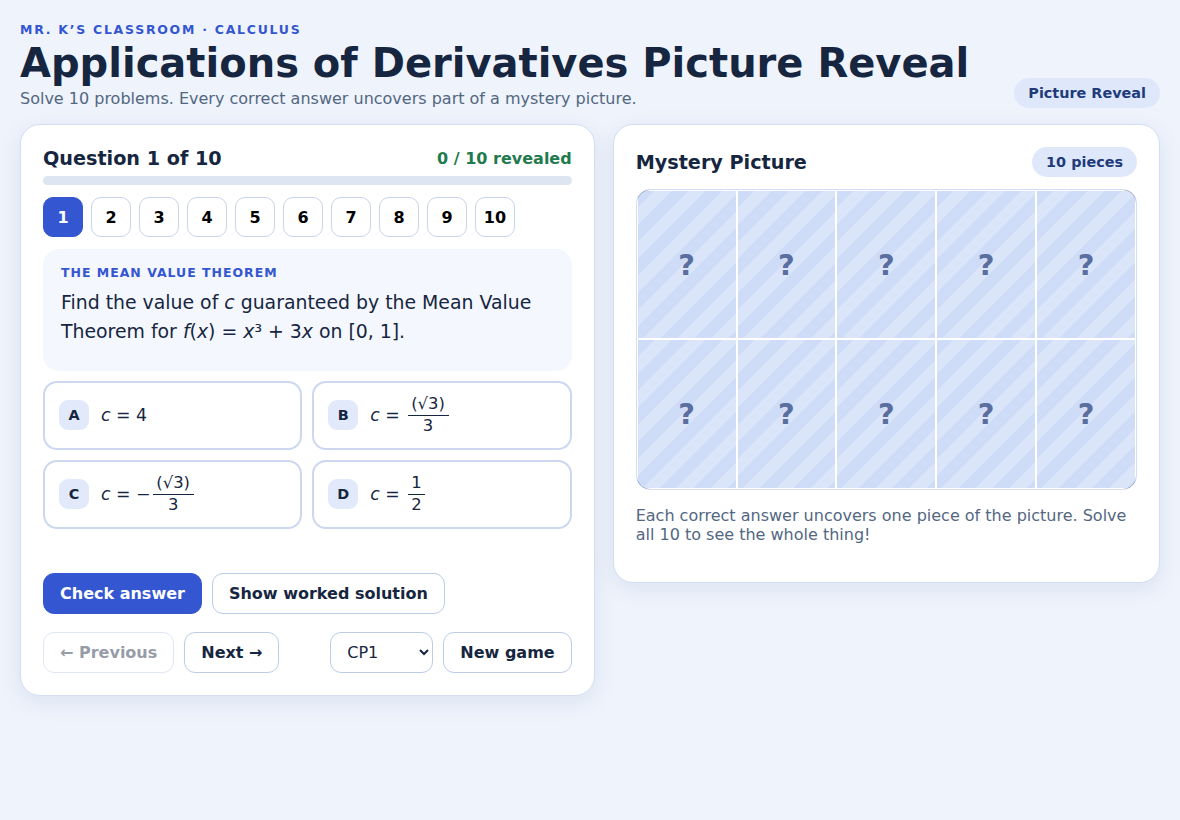 MR. K’S CLASSROOM · CALCULUS
Applications of Derivatives Picture Reveal
Solve 10 problems. Every correct answer uncovers part of a mystery picture.
Picture Reveal
Question 1 of 10
0 / 10 revealed
1 2 3 4 5 6 7 8 9 10
THE MEAN VALUE THEOREM
Find the value of c guaranteed by the Mean Value
Theorem for f(x) = x³ + 3x on [0, 1].
A c = 4
B c = (√3)/3
C c = −(√3)/3
D c = 1/2
Check answer
Show worked solution
← Previous
Next →
CP1
New game
Mystery Picture
10 pieces
? ? ? ? ?
? ? ? ? ?
Each correct answer uncovers one piece of the picture. Solve
all 10 to see the whole thing!